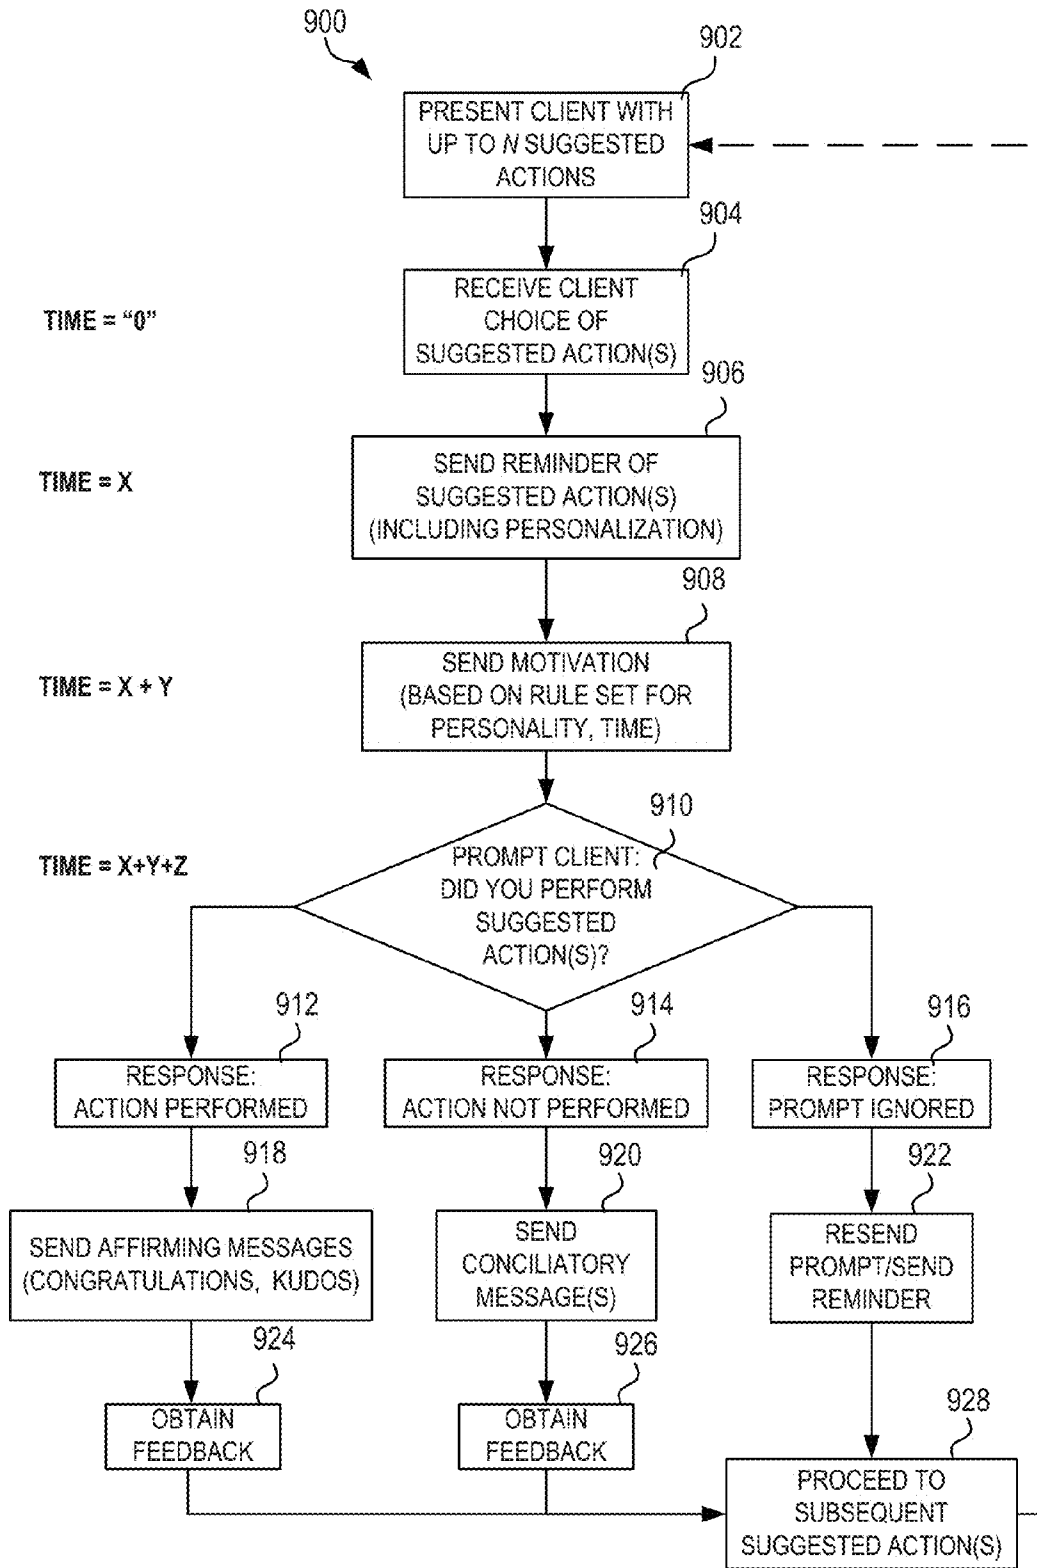 900
902
PRESENT CLIENT WITH
UP TO N SUGGESTED
ACTIONS
904
TIME = "0"
RECEIVE CLIENT
CHOICE OF
SUGGESTED ACTION(S)
906
TIME = X
SEND REMINDER OF
SUGGESTED ACTION(S)
(INCLUDING PERSONALIZATION)
908
TIME = X + Y
SEND MOTIVATION
(BASED ON RULE SET FOR
PERSONALITY, TIME)
910
TIME = X+Y+Z
PROMPT CLIENT:
DID YOU PERFORM
SUGGESTED
ACTION(S)?
912
RESPONSE:
ACTION PERFORMED
914
RESPONSE:
ACTION NOT PERFORMED
916
RESPONSE:
PROMPT IGNORED
918
SEND AFFIRMING MESSAGES
(CONGRATULATIONS, KUDOS)
920
SEND
CONCILIATORY
MESSAGE(S)
922
RESEND
PROMPT/SEND
REMINDER
924
OBTAIN
FEEDBACK
926
OBTAIN
FEEDBACK
928
PROCEED TO
SUBSEQUENT
SUGGESTED ACTION(S)